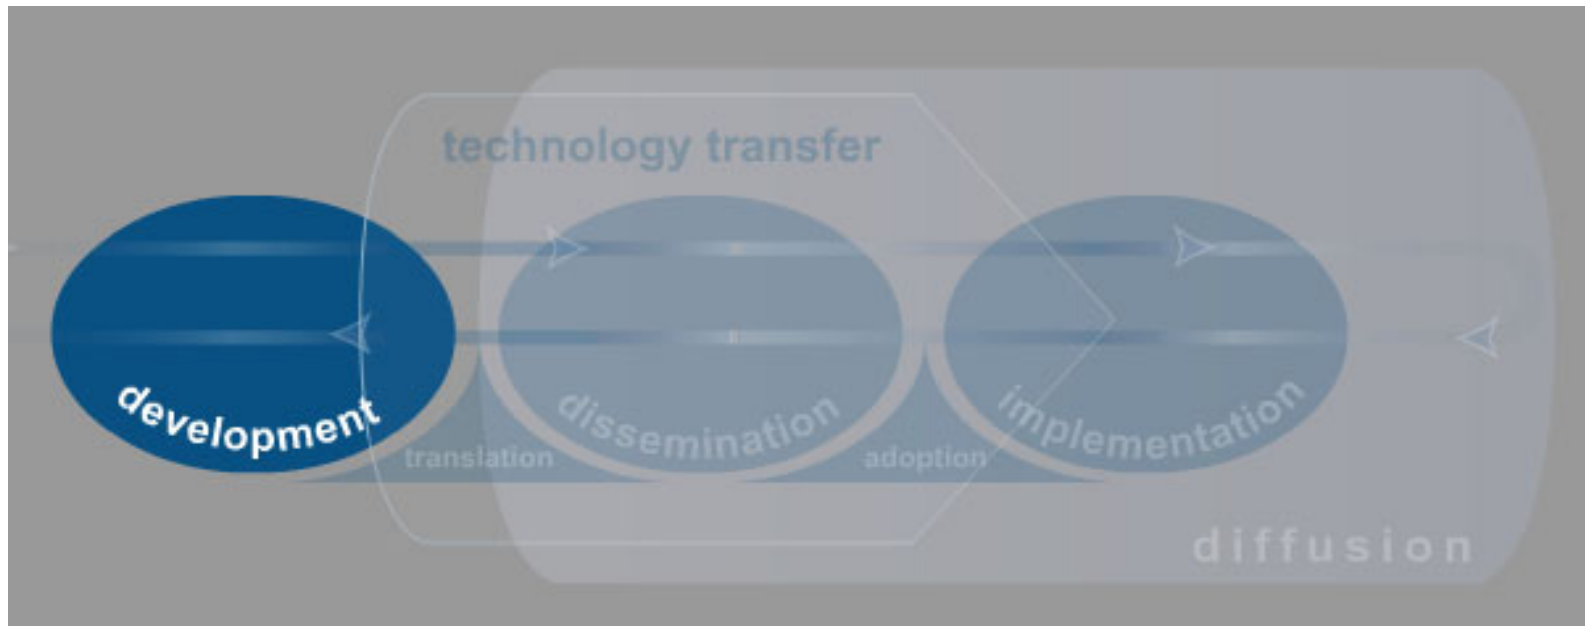 technology transfer
development
dissemination
implementation
translation
adoption
diffusion